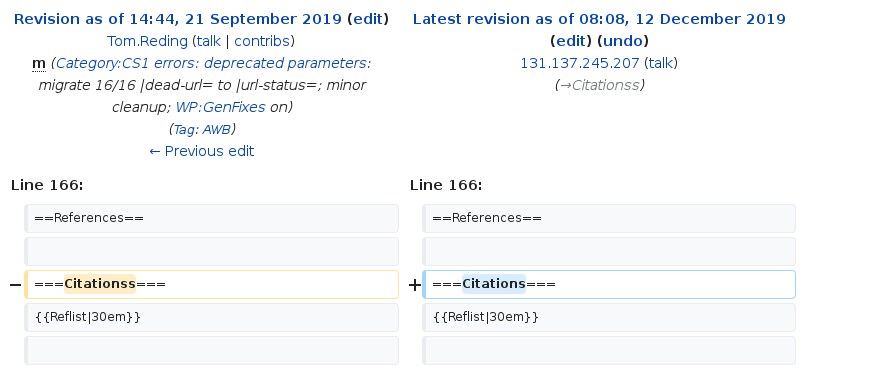 Revision as of 14:44, 21 September 2019 (edit)
Tom.Reding (talk | contribs)
m (Category:CS1 errors: deprecated parameters:
migrate 16/16 |dead-url= to |url-status=; minor
cleanup; WP:GenFixes on)
(Tag: AWB)
← Previous edit
Latest revision as of 08:08, 12 December 2019
(edit) (undo)
131.137.245.207 (talk)
(→Citationss)
Line 166:
Line 166:
==References==
==References==
− ===Citationss===
+ ===Citations===
{{Reflist|30em}}
{{Reflist|30em}}